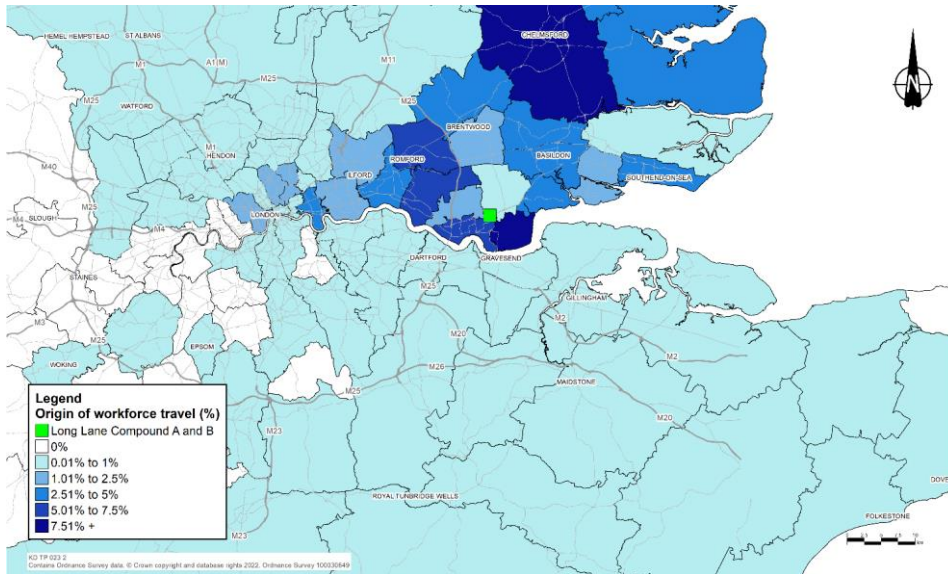 HEMEL HEMPSTEAD
ST ALBANS
CHELMSFORD
A1(M)
M11
M1
M25
M25
M25
WATFORD
BRENTWOOD
M1
HENDON
ROMFORD
M40
ILFORD
BASILDON
SOUTHEND-ON-SEA
M25
LONDON
SLOUGH
M4
M4
DARTFORD
GRAVESEND
STAINES
M25
GILLINGHAM
M3
M2
M25
M20
EPSOM
WOKING
M2
M26
M25
MAIDSTONE
M20
M23
Legend
Origin of workforce travel (%)
Long Lane Compound A and B
0%
0.01% to 1%
1.01% to 2.5%
2.51% to 5%
5.01% to 7.5%
7.51% +
ROYAL TUNBRIDGE WELLS
DOVE
FOLKESTONE
M23
N
KD TP 023 2
Contains Ordnance Survey data. © Crown copyright and database rights 2022. Ordnance Survey 100030649